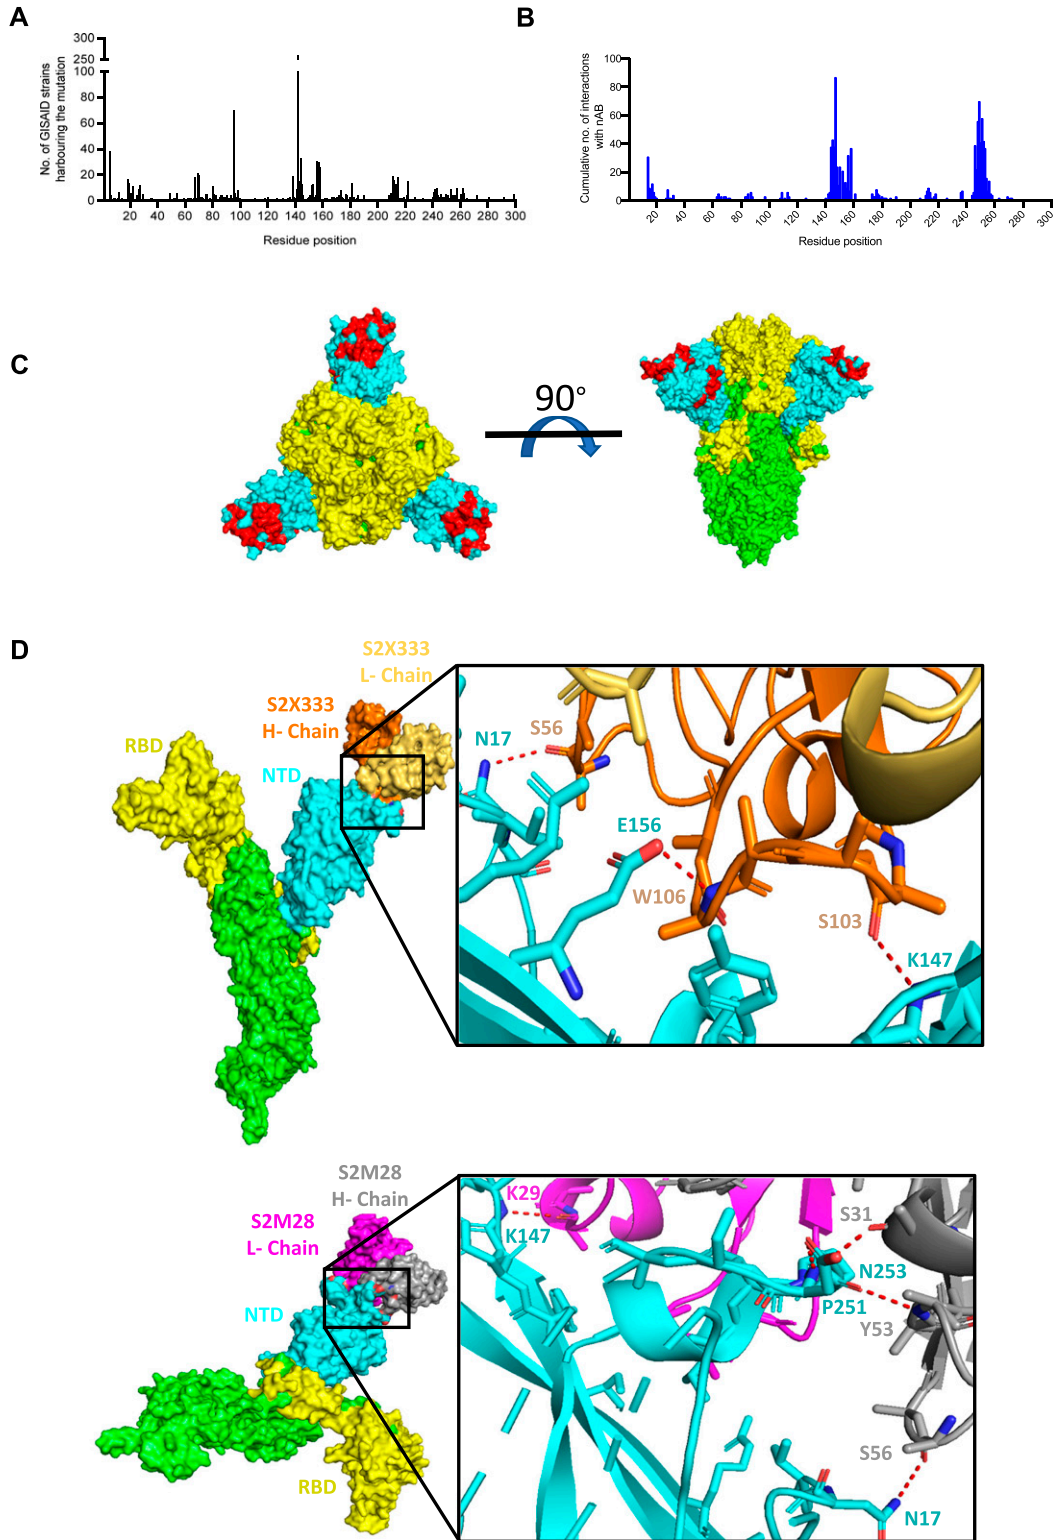 A
B
No. of GISAID strains
harbouring the mutation
300
250
100
80
60
40
20
0
20 40 60 80 100 120 140 160 180 200 220 240 260 280 300
Residue position
Cumulative no. of interactions
with nAB
100
80
60
40
20
0
20 40 60 80 100 120 140 160 180 200 220 240 260 280 300
Residue position
C
90°
D
S2X333
L- Chain
S2X333
H- Chain
RBD
NTD
N17
S56
E156
W106
S103
K147
S2M28
H- Chain
S2M28
L- Chain
NTD
RBD
K29
K147
S31
N253
P251
Y53
S56
N17